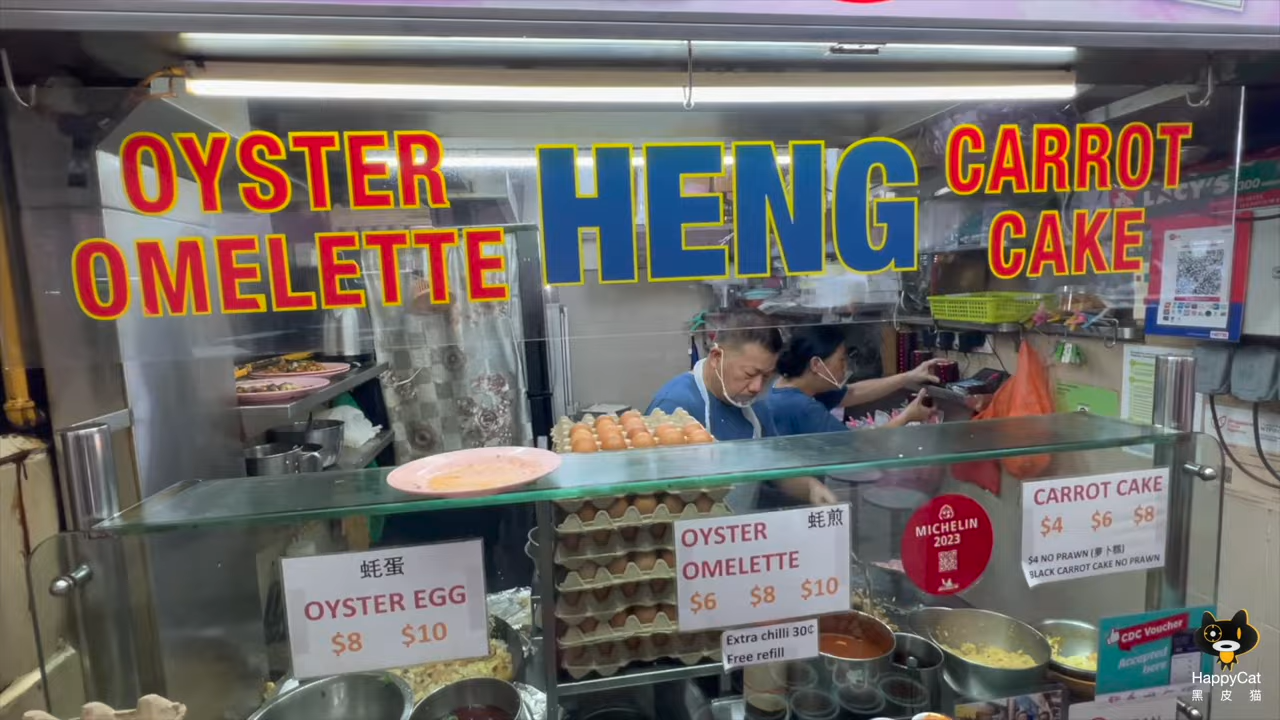 OYSTER
OMELETTE
HENG
CARROT
CAKE
蚝蛋
OYSTER EGG
$8 $10
蚝煎
OYSTER
OMELETTE
$6 $8 $10
Extra chilli 30¢
Free refill
MICHELIN
2023
CARROT CAKE
$4 $6 $8
$4 NO PRAWN (萝卜糕)
BLACK CARROT CAKE NO PRAWN
CDC Voucher
Accepted
here
HappyCat
黑皮猫